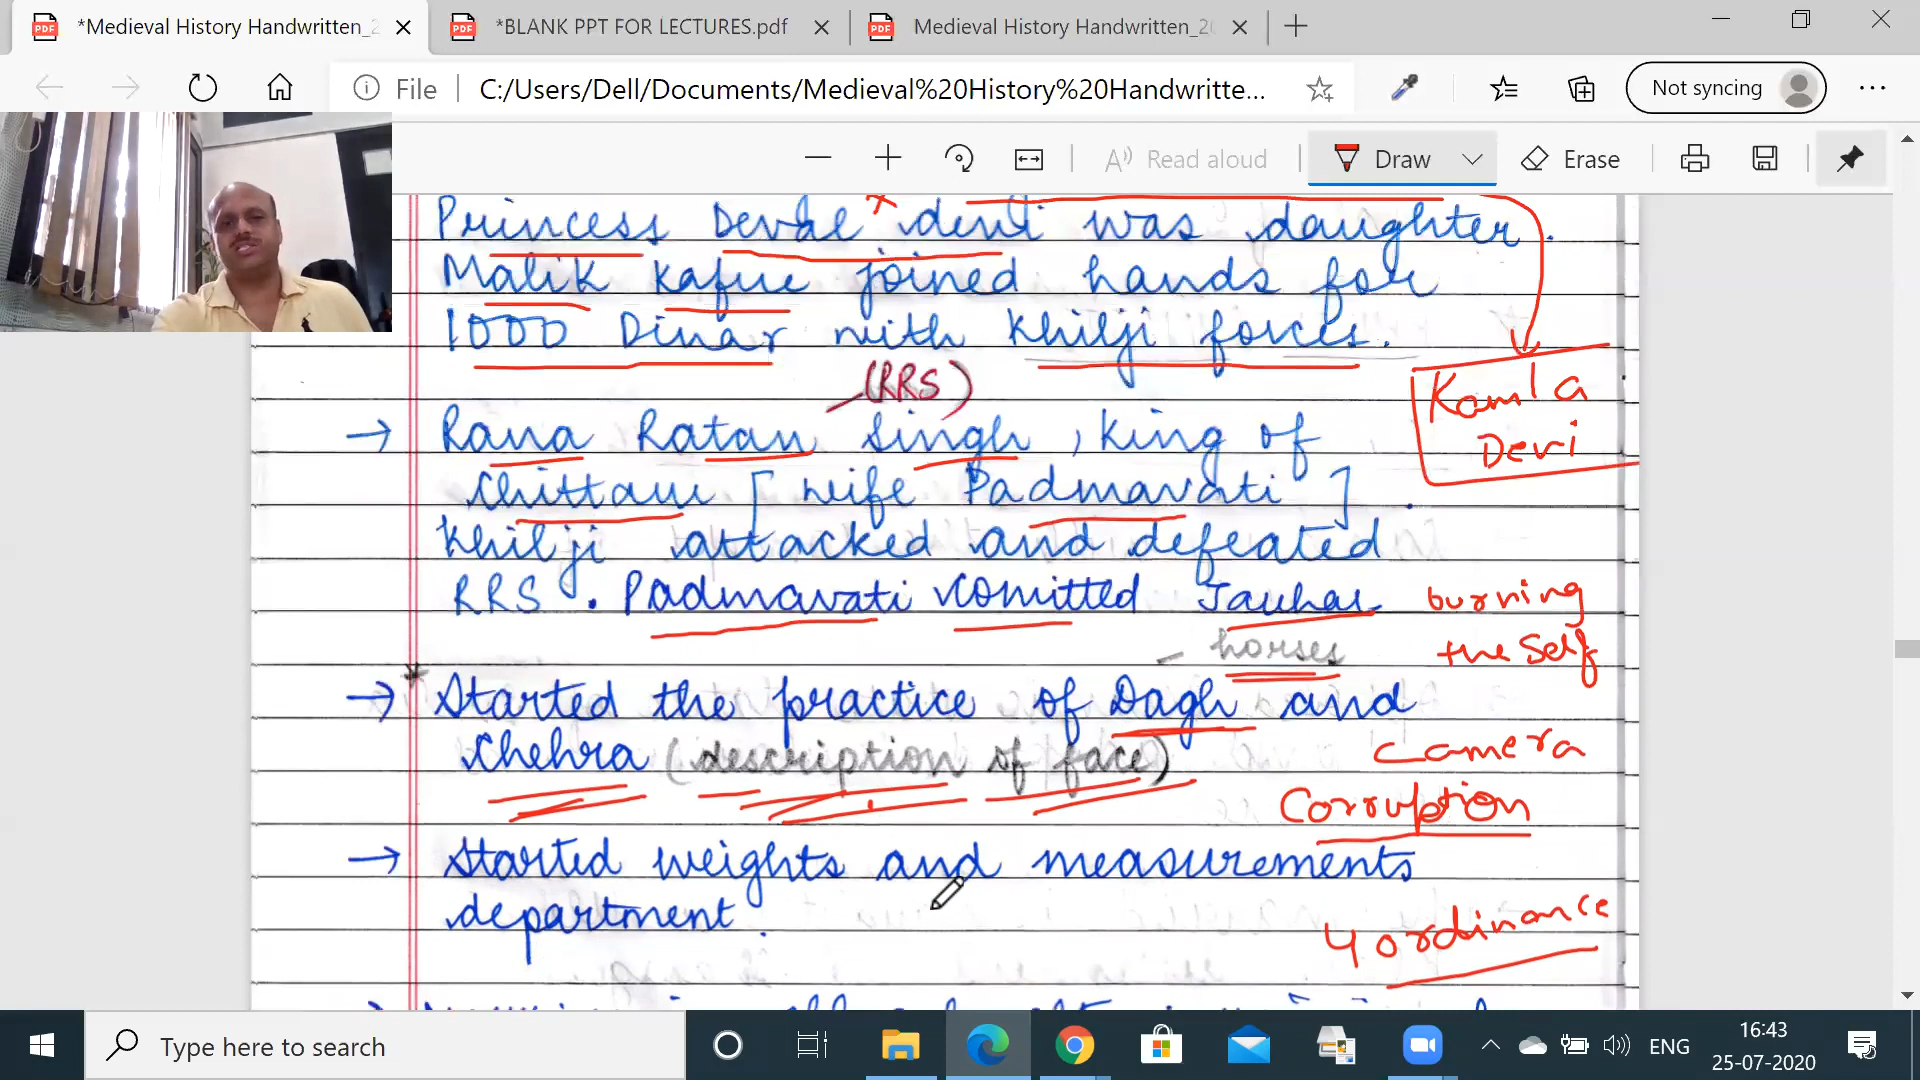 *Medieval History Handwritten_2
*BLANK PPT FOR LECTURES.pdf
Medieval History Handwritten_20
File
C:/Users/Dell/Documents/Medieval%20History%20Handwritte...
Not syncing
Read aloud
Draw
Erase
Princess Deval devi was daughter.
Malik Kafur joined hands for
1000 Dinar with Khilji forces.
(RRS)
Kamla
Devi
→ Rana Ratan Singh, King of
Chittaur [wife Padmavati].
Khilji attacked and defeated
RRS. Padmavati comitted Jauhar
burning
the self
- horses
→ Started the practice of Dagh and
Chehra (description of face)
Camera
Corruption
→ Started weights and measurements
department.
4 ordinance
Type here to search
ENG
16:43
25-07-2020